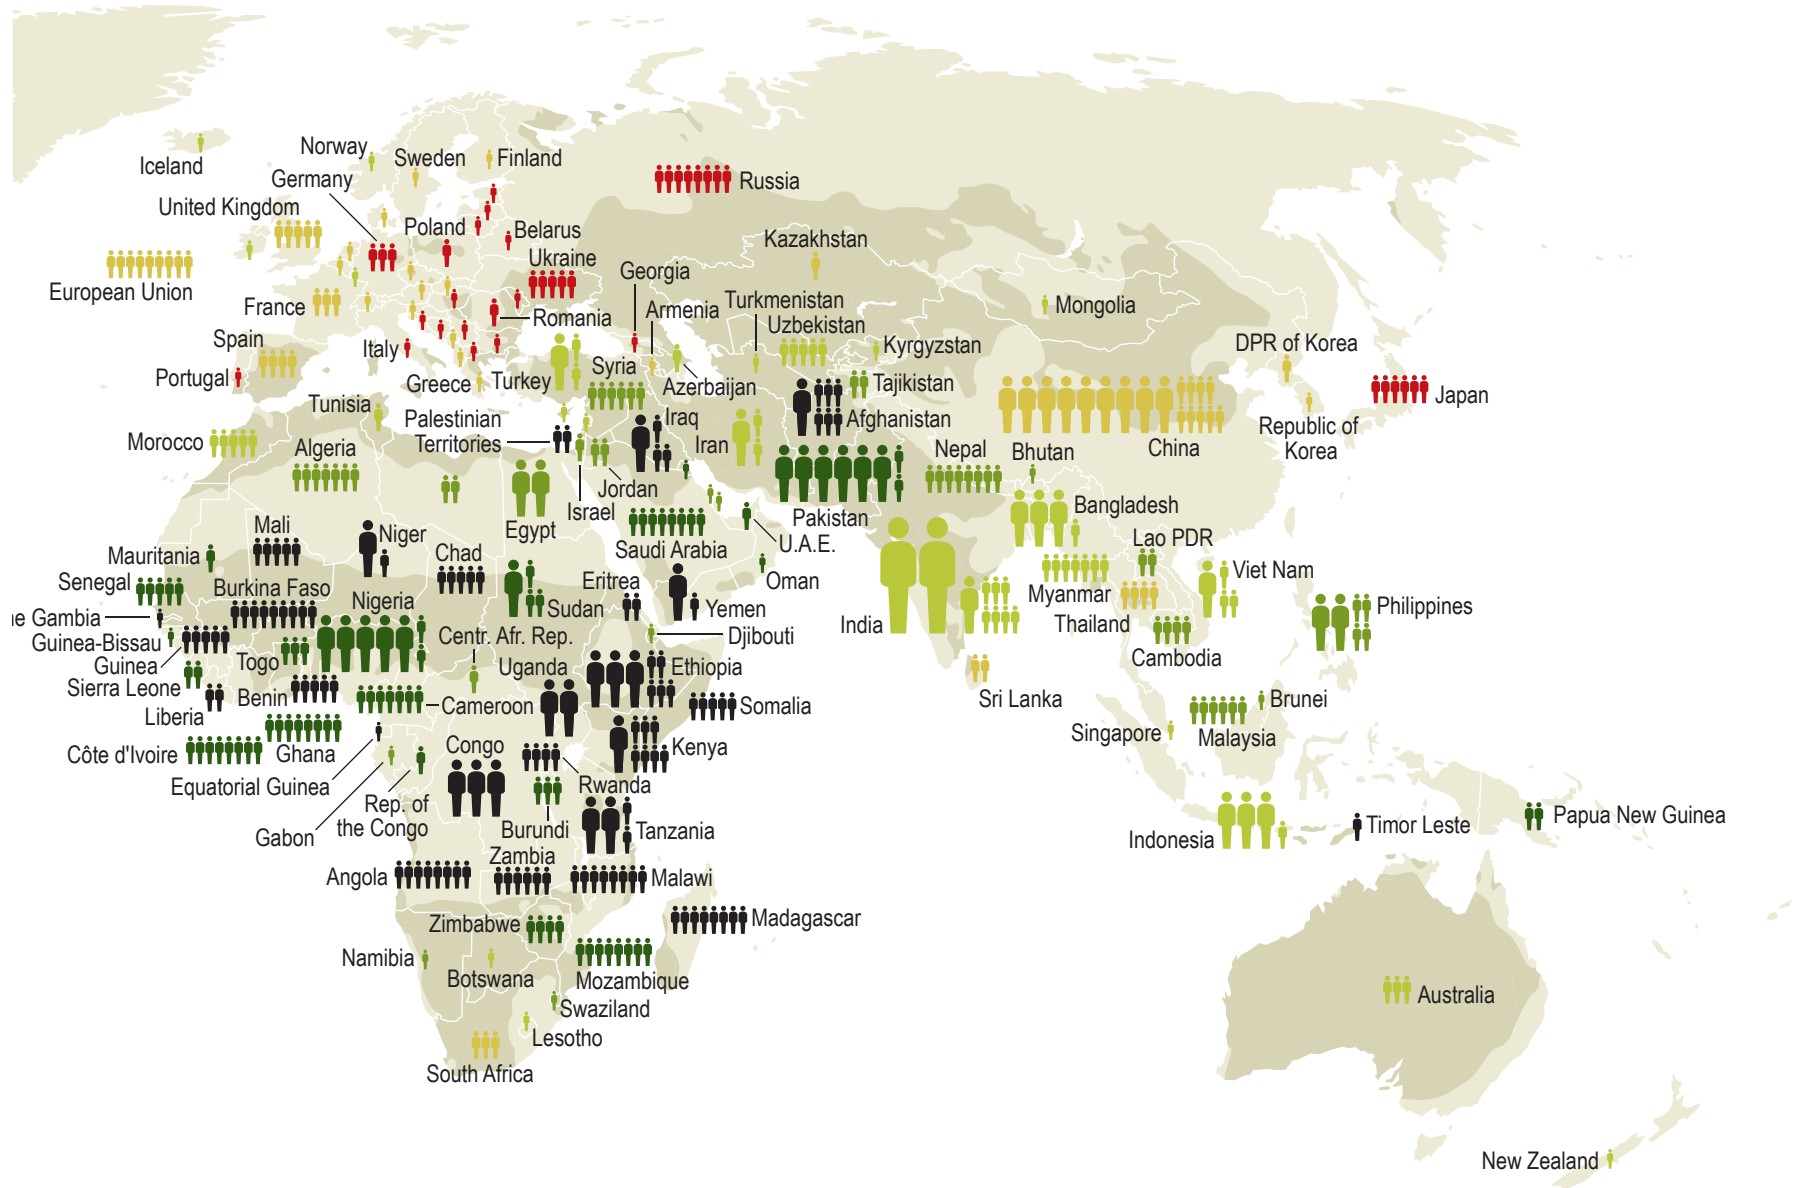 Iceland
Norway
Sweden
Finland
Germany
United Kingdom
Poland
Belarus
Ukraine
Russia
European Union
France
Spain
Portugal
Italy
Greece
Romania
Georgia
Armenia
Turkey
Syria
Azerbaijan
Kazakhstan
Turkmenistan
Uzbekistan
Kyrgyzstan
Tajikistan
Afghanistan
Mongolia
DPR of Korea
Republic of
Korea
Japan
China
Tunisia
Morocco
Algeria
Palestinian
Territories
Iraq
Iran
Israel
Jordan
Egypt
Saudi Arabia
U.A.E.
Oman
Yemen
Pakistan
Nepal
Bhutan
Bangladesh
India
Myanmar
Lao PDR
Thailand
Viet Nam
Cambodia
Philippines
Sri Lanka
Brunei
Malaysia
Singapore
Indonesia
Timor Leste
Papua New Guinea
Australia
New Zealand
Mauritania
Mali
Niger
Chad
Senegal
Burkina Faso
Nigeria
Sudan
Eritrea
Djibouti
Gambia
Guinea-Bissau
Guinea
Sierra Leone
Liberia
Togo
Benin
Centr. Afr. Rep.
Uganda
Ethiopia
Somalia
Cameroon
Ghana
Côte d'Ivoire
Equatorial Guinea
Gabon
Rep. of
the Congo
Congo
Kenya
Rwanda
Burundi
Tanzania
Zambia
Angola
Malawi
Madagascar
Zimbabwe
Mozambique
Namibia
Botswana
Swaziland
Lesotho
South Africa